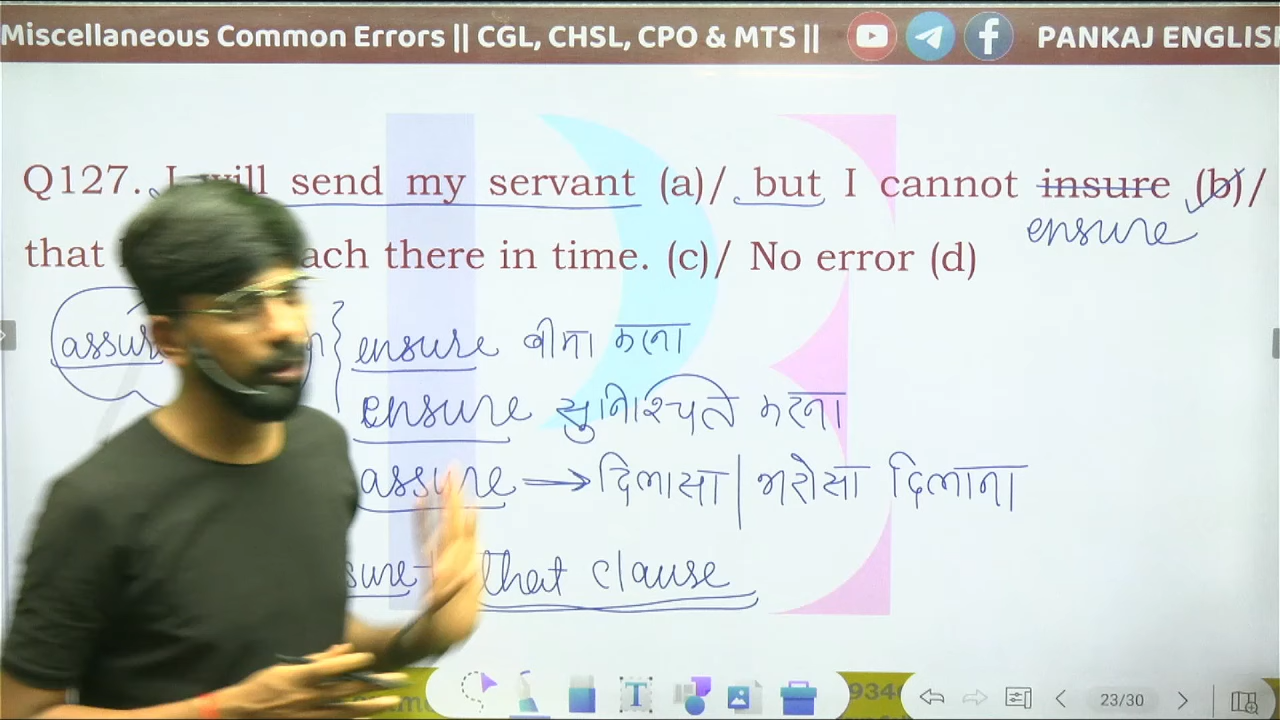 Miscellaneous Common Errors || CGL, CHSL, CPO & MTS || PANKAJ ENGLIS
Q127. I will send my servant (a)/ but I cannot insure (b)/
ensure
that ach there in time. (c)/ No error (d)
ensure बीमा करना
ensure सुनिश्चित करना
assure → दिलासा | भरोसा दिलाना
sure + that clause
934
23/30